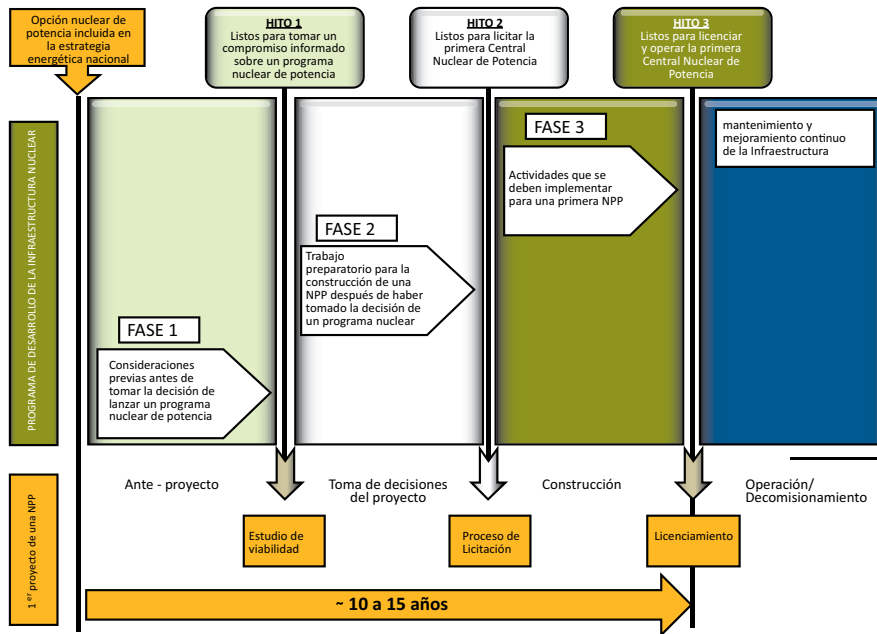 Opción nuclear de
potencia incluida en
la estrategia
energética nacional
HITO 1
Listos para tomar un
compromiso informado
sobre un programa
nuclear de potencia
HITO 2
Listos para licitar la
primera Central
Nuclear de Potencia
HITO 3
Listos para licenciar
y operar la primera
Central Nuclear de
Potencia
PROGRAMA DE DESARROLLO DE LA INFRAESTRUCTURA NUCLEAR
FASE 1
Consideraciones
previas antes de
tomar la decisión de
lanzar un programa
nuclear de potencia
FASE 2
Trabajo
preparatorio para la
construcción de una
NPP después de haber
tomado la decisión de
un programa nuclear
FASE 3
Actividades que se
deben implementar
para una primera NPP
mantenimiento y
mejoramiento continuo
de la Infraestructura
1er proyecto de una NPP
Ante - proyecto
Toma de decisiones
del proyecto
Construcción
Operación/
Decomisionamiento
Estudio de
viabilidad
Proceso de
Licitación
Licenciamiento
~ 10 a 15 años